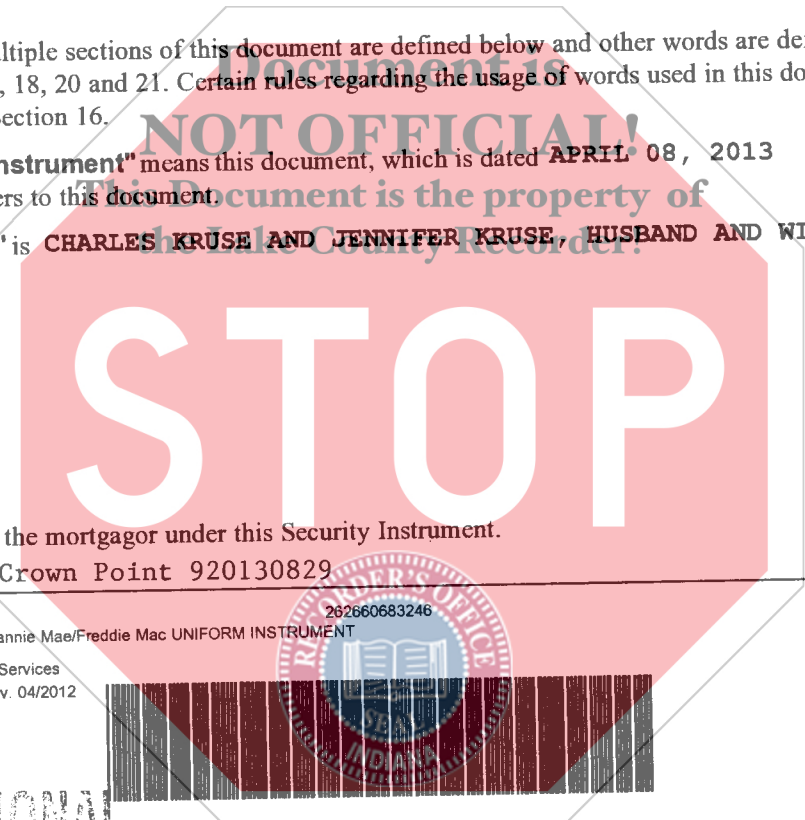 ultiple sections of this document are defined below and other words are de
, 18, 20 and 21. Certain rules regarding the usage of words used in this do
ection 16.
Document is
NOT OFFICIAL!
This Document is the property of
the Lake County Recorder!
nstrument" means this document, which is dated APRIL 08, 2013
ers to this document.
" is CHARLES KRUSE AND JENNIFER KRUSE, HUSBAND AND WI
STOP
the mortgagor under this Security Instrument.
Crown Point 920130829
262660683246
annie Mae/Freddie Mac UNIFORM INSTRUMENT
Services
v. 04/2012
RECORDER'S OFFICE
SEAL
INDIANA
IONAL